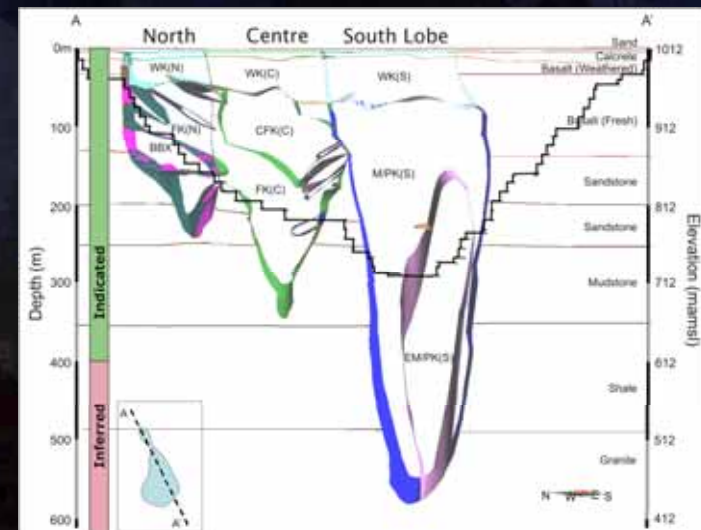 A A'
North Centre South Lobe
0m
100
200
300
400
500
600
Depth (m)
Indicated
Inferred
WK(N)
WK(C)
WK(S)
FK(N)
BBX
CFK(C)
FK(C)
M/PK(S)
EM/PK(S)
Sand
Calcrete
Basalt (Weathered)
Basalt (Fresh)
Sandstone
Sandstone
Mudstone
Shale
Granite
1012
912
812
712
612
512
412
Elevation (mamsl)
A
A'
N W E S